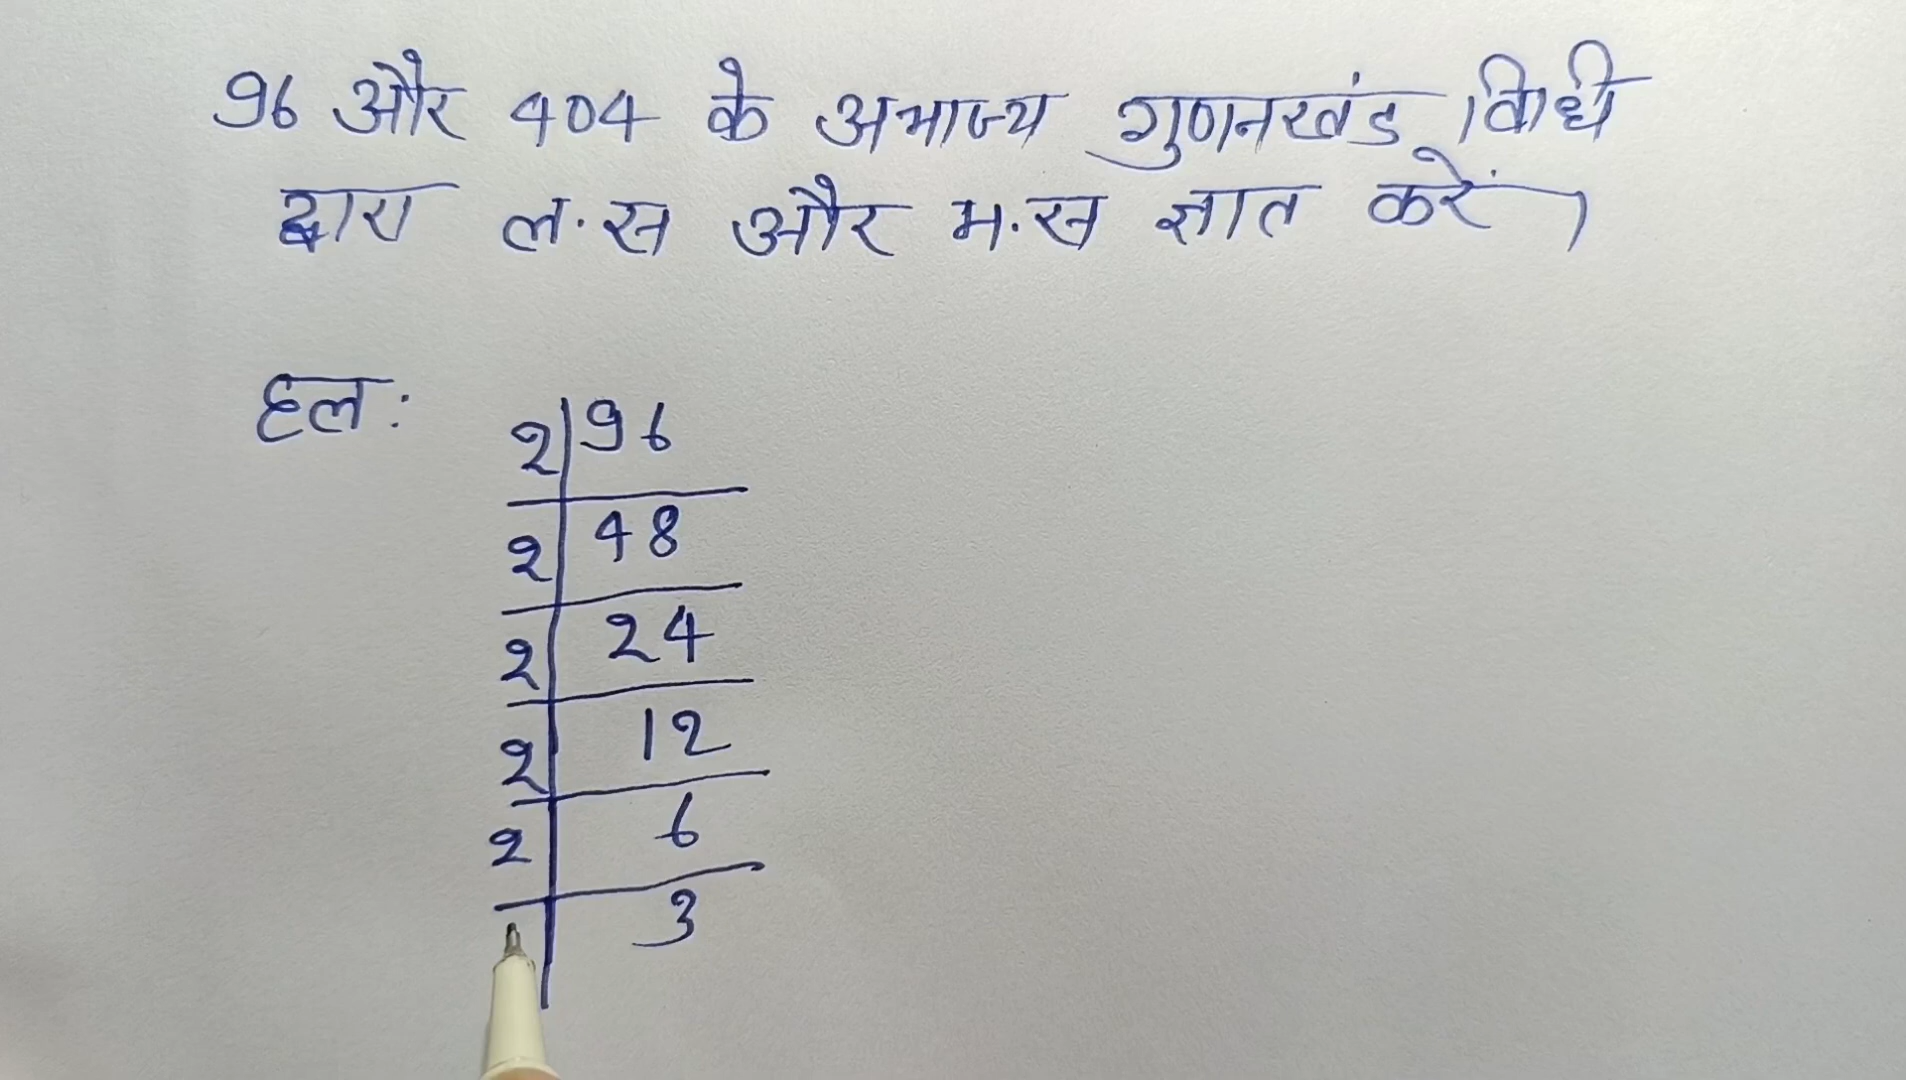 96 और 404 के अभाज्य गुणनखंड विधि
द्वारा ल.स और म.स ज्ञात करें।
हल:
2 96
2 48
2 24
2 12
2 6
3